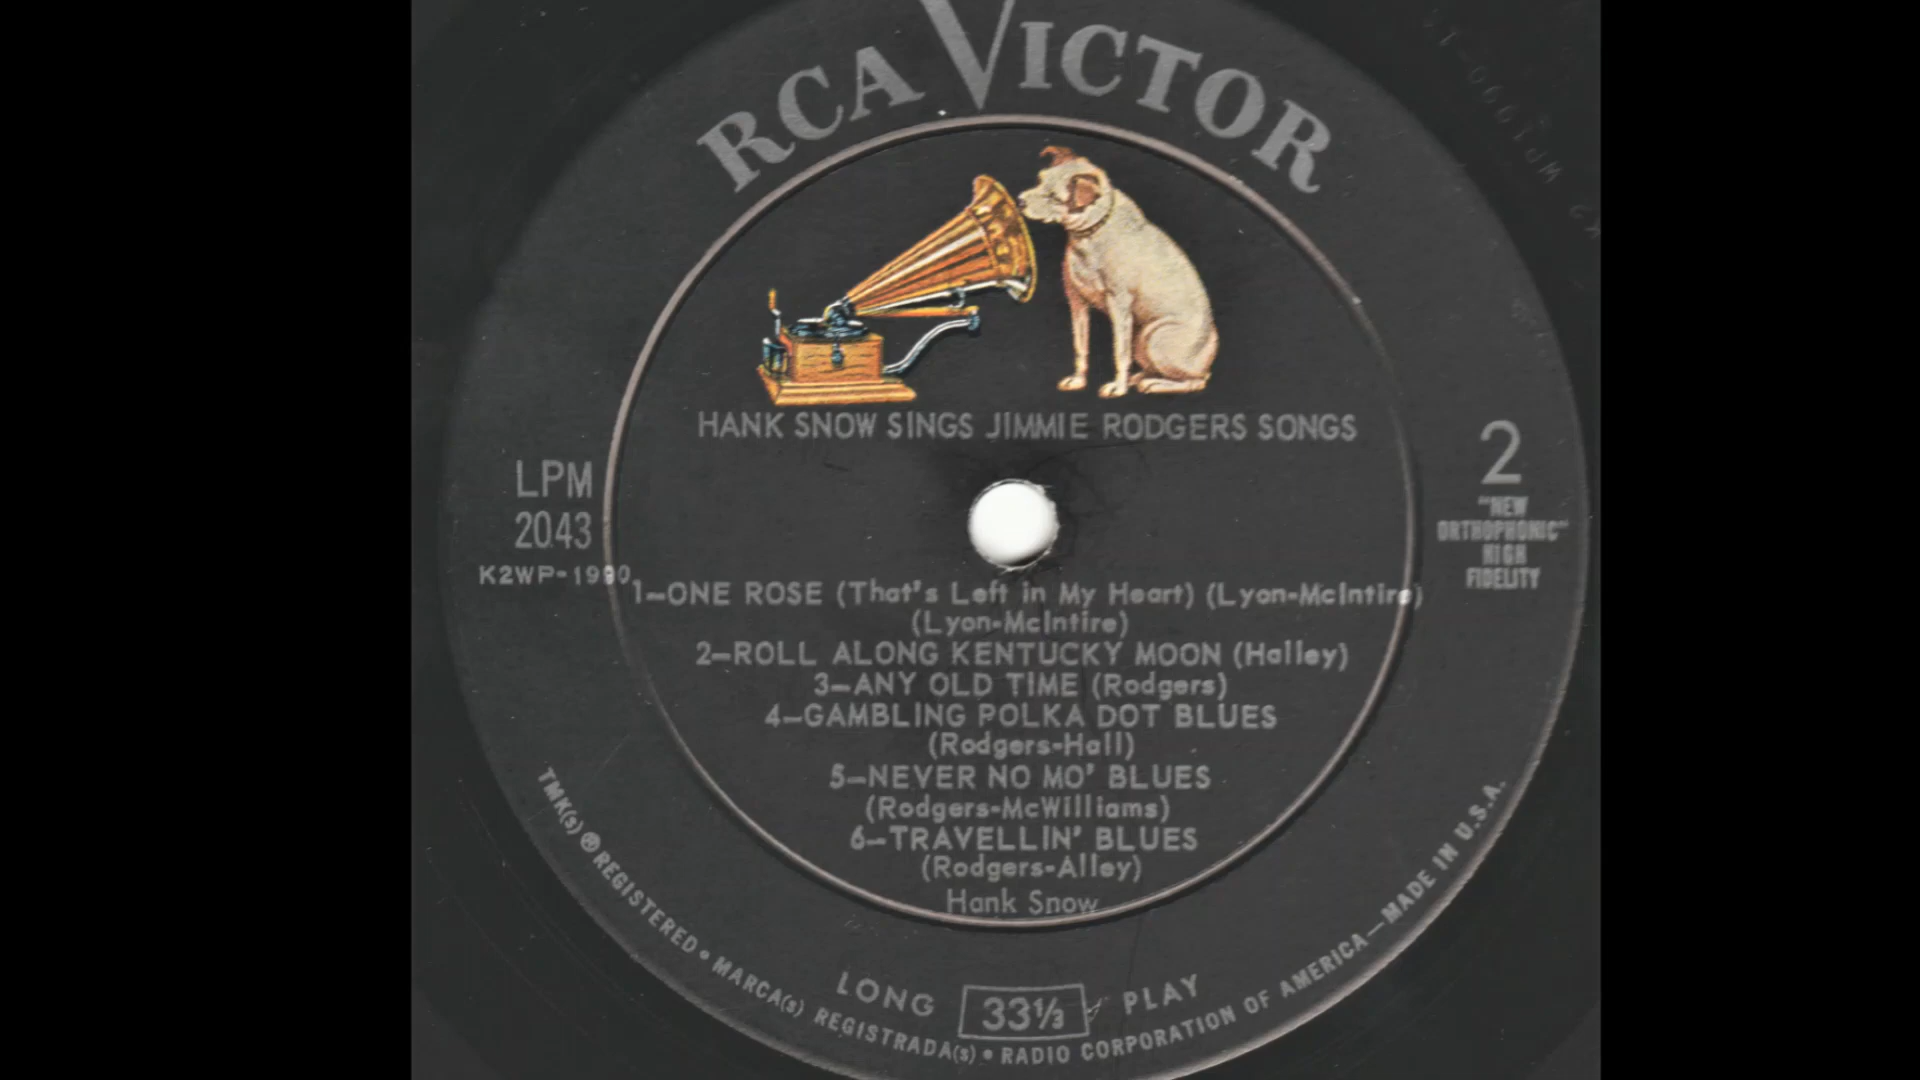 RCA VICTOR
HANK SNOW SINGS JIMMIE RODGERS SONGS
LPM
2043
K2WP-1990
2
"NEW
ORTHOPHONIC"
HIGH
FIDELITY
1—ONE ROSE (That's Left in My Heart) (Lyon-McIntire)
(Lyon-McIntire)
2—ROLL ALONG KENTUCKY MOON (Halley)
3—ANY OLD TIME (Rodgers)
4—GAMBLING POLKA DOT BLUES
(Rodgers-Hall)
5—NEVER NO MO' BLUES
(Rodgers-McWilliams)
6—TRAVELLIN' BLUES
(Rodgers-Alley)
Hank Snow
LONG 33⅓ PLAY
TMK(s) ® REGISTERED • MARCA(s) REGISTRADA(s) • RADIO CORPORATION OF AMERICA—MADE IN U.S.A.